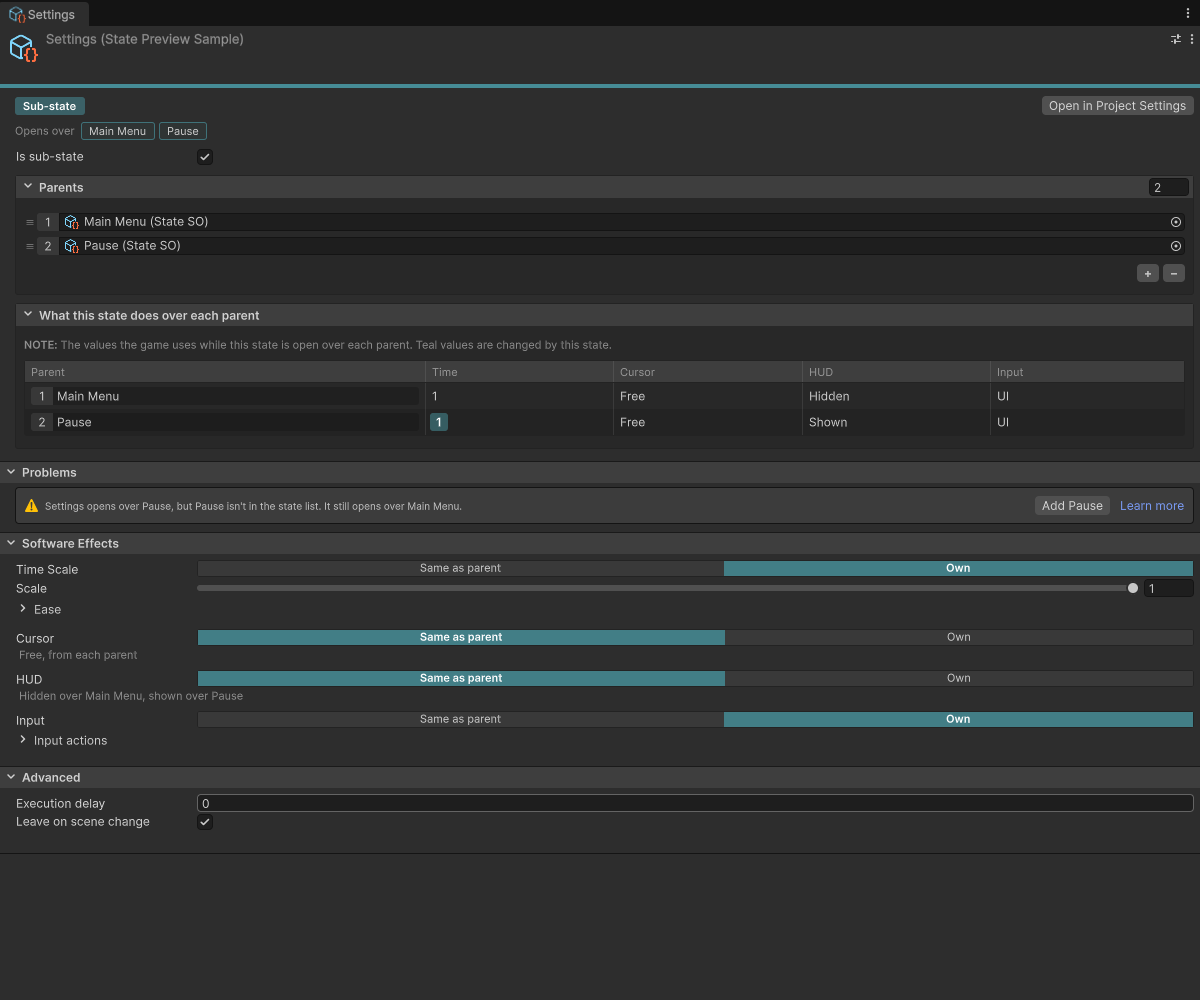 Settings
Settings (State Preview Sample)
Sub-state
Open in Project Settings
Opens over Main Menu Pause
Is sub-state
Parents 2
1 Main Menu (State SO)
2 Pause (State SO)
+ −
What this state does over each parent
NOTE: The values the game uses while this state is open over each parent. Teal values are changed by this state.
Parent Time Cursor HUD Input
1 Main Menu 1 Free Hidden UI
2 Pause 1 Free Shown UI
Problems
Settings opens over Pause, but Pause isn't in the state list. It still opens over Main Menu. Add Pause Learn more
Software Effects
Time Scale Same as parent Own
Scale 1
Ease
Cursor Same as parent Own
Free, from each parent
HUD Same as parent Own
Hidden over Main Menu, shown over Pause
Input Same as parent Own
Input actions
Advanced
Execution delay 0
Leave on scene change